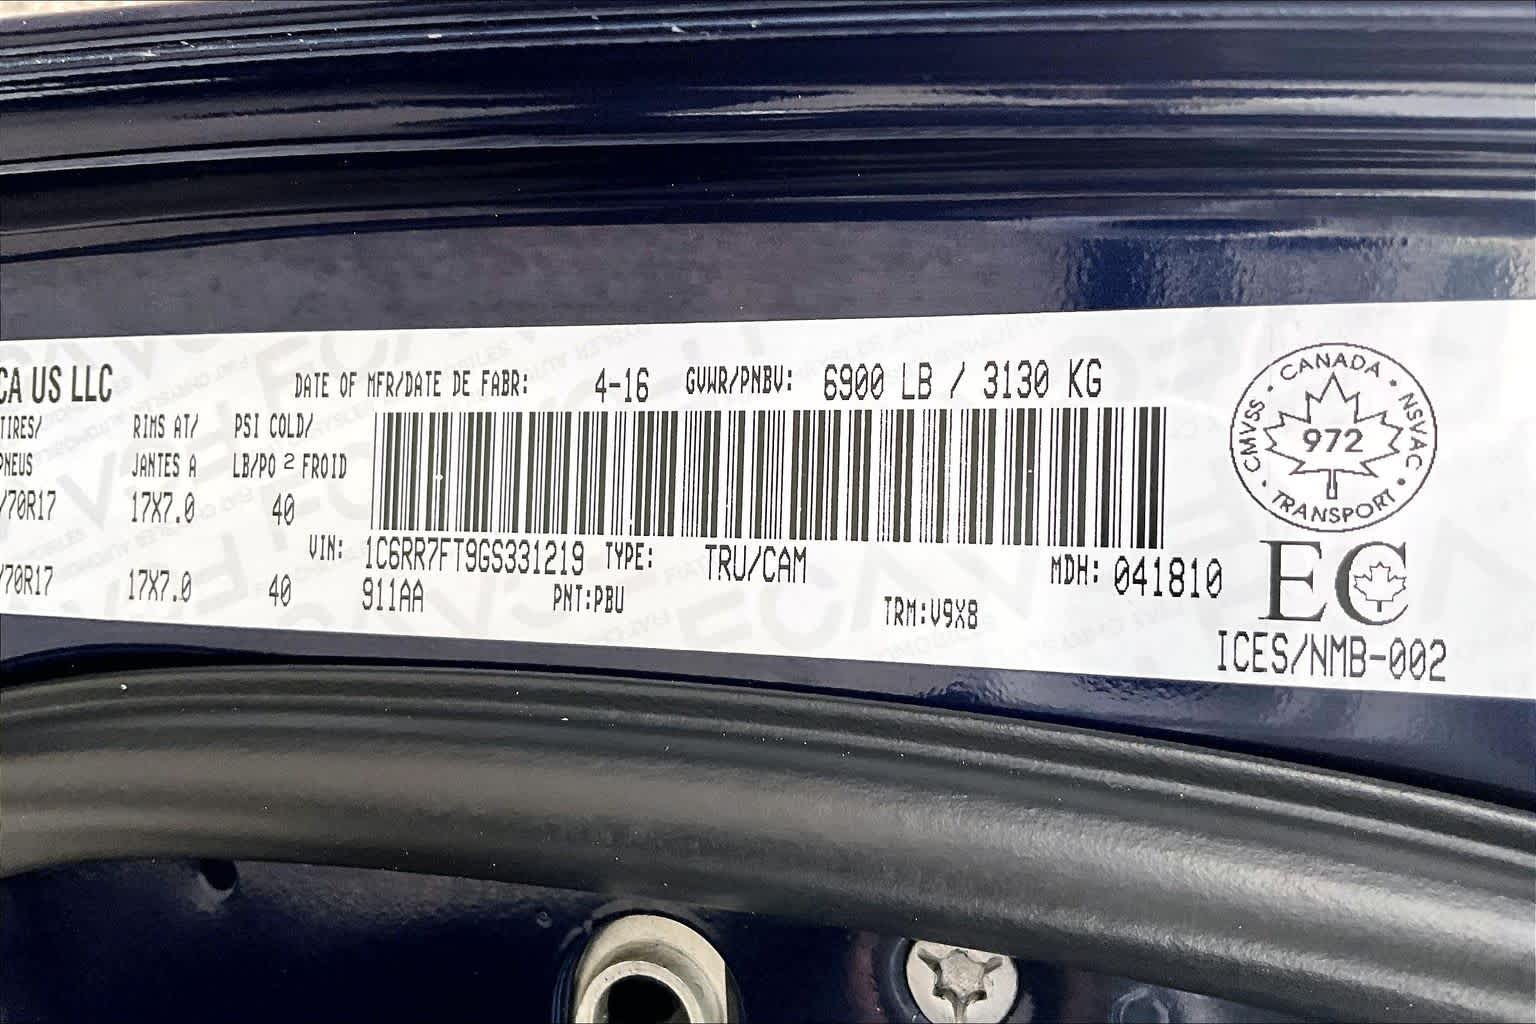 CA US LLC
DATE OF MFR/DATE DE FABR: 4-16 GVWR/PNBV: 6900 LB / 3130 KG
TIRES/ RIMS AT/ PSI COLD/
PNEUS JANTES A LB/PO 2 FROID
/70R17 17X7.0 40
VIN: 1C6RR7FT9GS331219 TYPE: TRU/CAM MDH: 041810
/70R17 17X7.0 40 911AA PNT:PBU TRM:V9X8
CANADA
CMVSS
NSVAC
972
TRANSPORT
EC
ICES/NMB-002